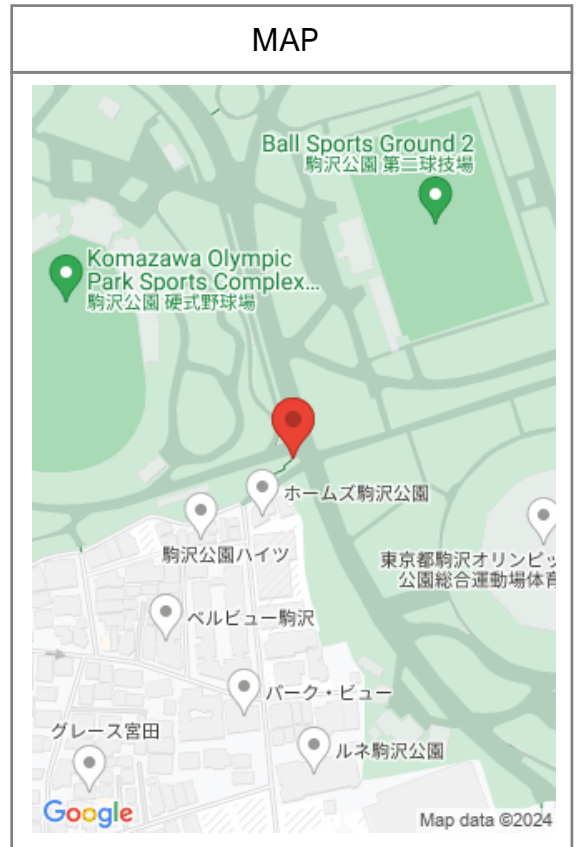 MAP
Ball Sports Ground 2
駒沢公園 第二球技場
Komazawa Olympic
Park Sports Complex...
駒沢公園 硬式野球場
ホームズ駒沢公園
駒沢公園ハイツ
東京都駒沢オリンピッ
公園総合運動場体育
ベルビュー駒沢
パーク・ビュー
グレース宮田
ルネ駒沢公園
Google
Map data ©2024